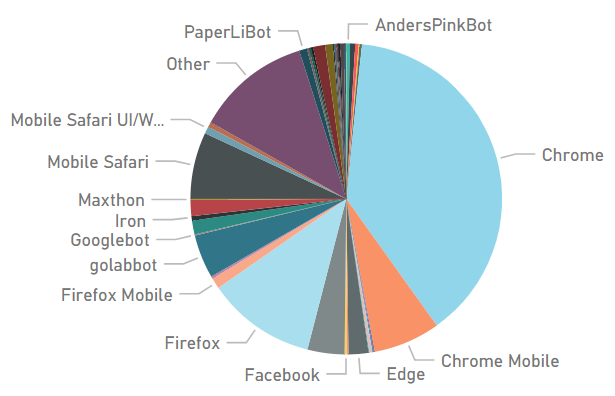 PaperLiBot
AndersPinkBot
Other
Mobile Safari UI/W...
Chrome
Mobile Safari
Maxthon
Iron
Googlebot
golabbot
Firefox Mobile
Firefox
Chrome Mobile
Facebook
Edge